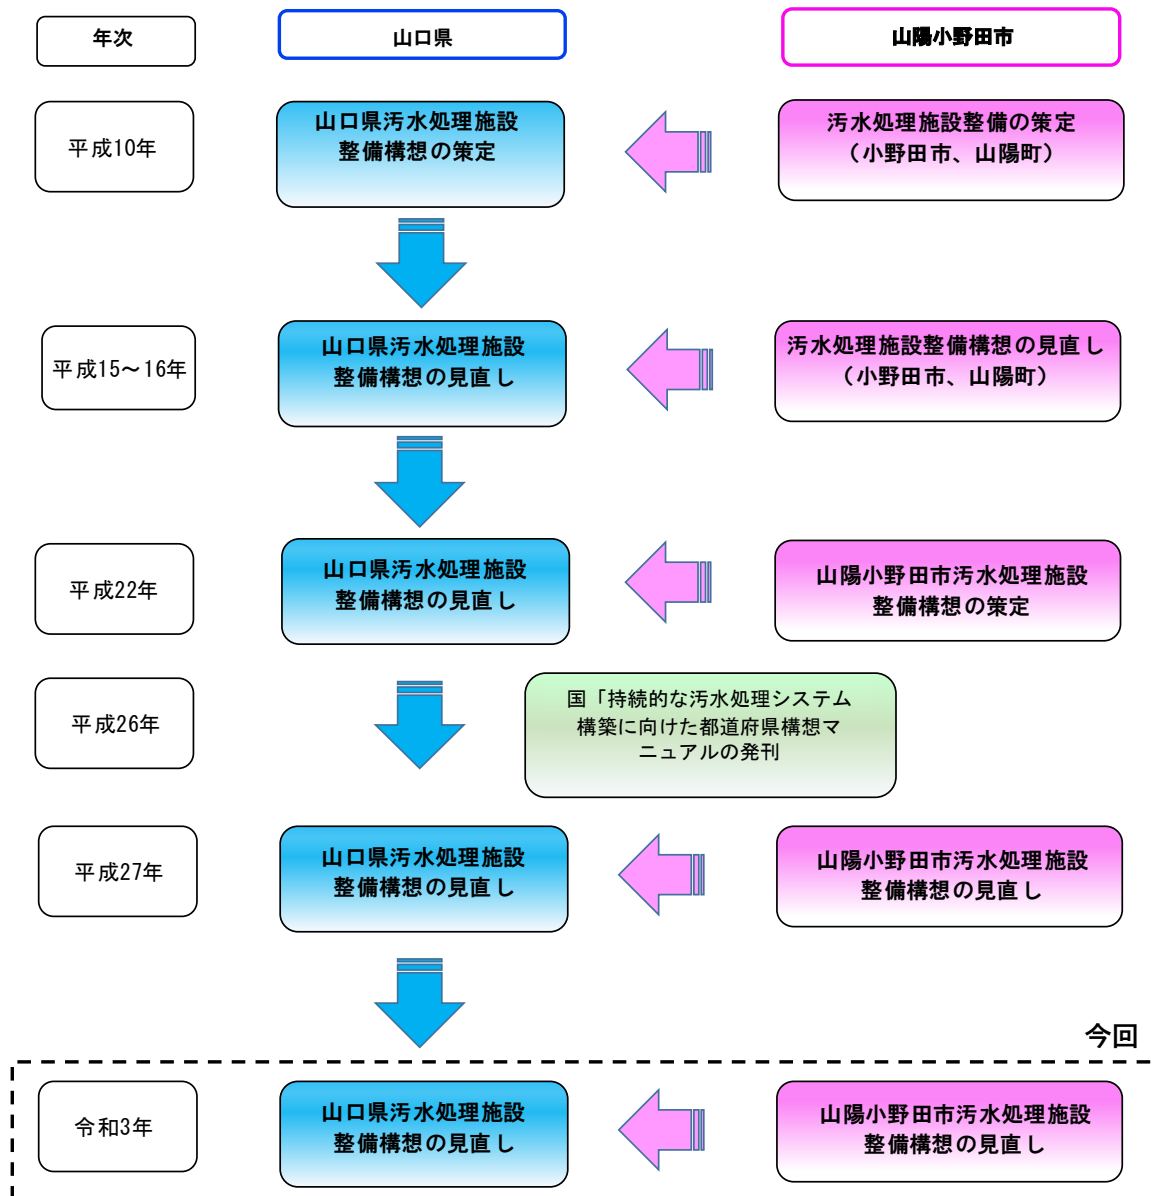 年次
山口県
山陽小野田市
平成10年
山口県汚水処理施設
整備構想の策定
汚水処理施設整備の策定
（小野田市、山陽町）
平成15～16年
山口県汚水処理施設
整備構想の見直し
汚水処理施設整備構想の見直し
（小野田市、山陽町）
平成22年
山口県汚水処理施設
整備構想の見直し
山陽小野田市汚水処理施設
整備構想の策定
平成26年
国「持続的な汚水処理システム
構築に向けた都道府県構想マ
ニュアルの発刊
平成27年
山口県汚水処理施設
整備構想の見直し
山陽小野田市汚水処理施設
整備構想の見直し
今回
令和3年
山口県汚水処理施設
整備構想の見直し
山陽小野田市汚水処理施設
整備構想の見直し